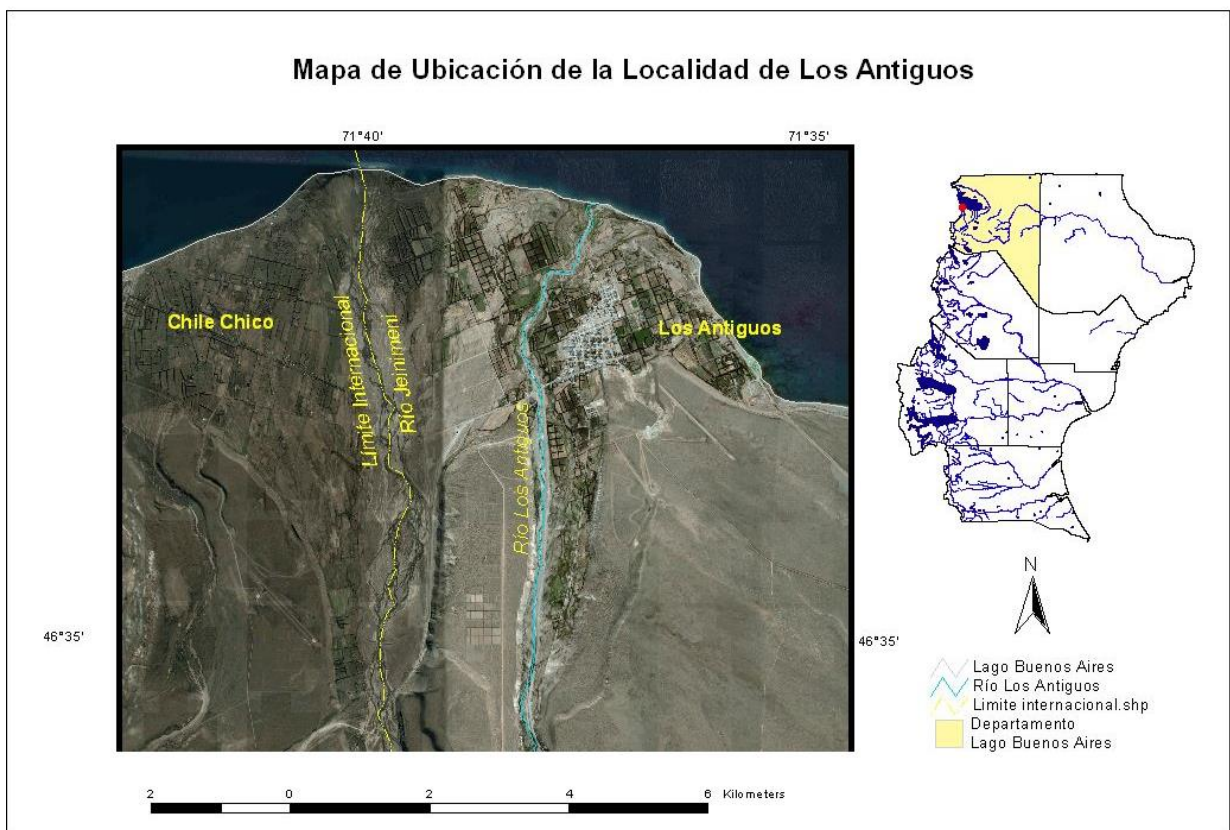 Mapa de Ubicación de la Localidad de Los Antiguos
71°40'
71°35'
Chile Chico
Límite Internacional
Río Jeinimeni
Río Los Antiguos
Los Antiguos
46°35'
46°35'
N
Lago Buenos Aires
Río Los Antiguos
Limite internacional.shp
Departamento
Lago Buenos Aires
2 0 2 4 6 Kilometers